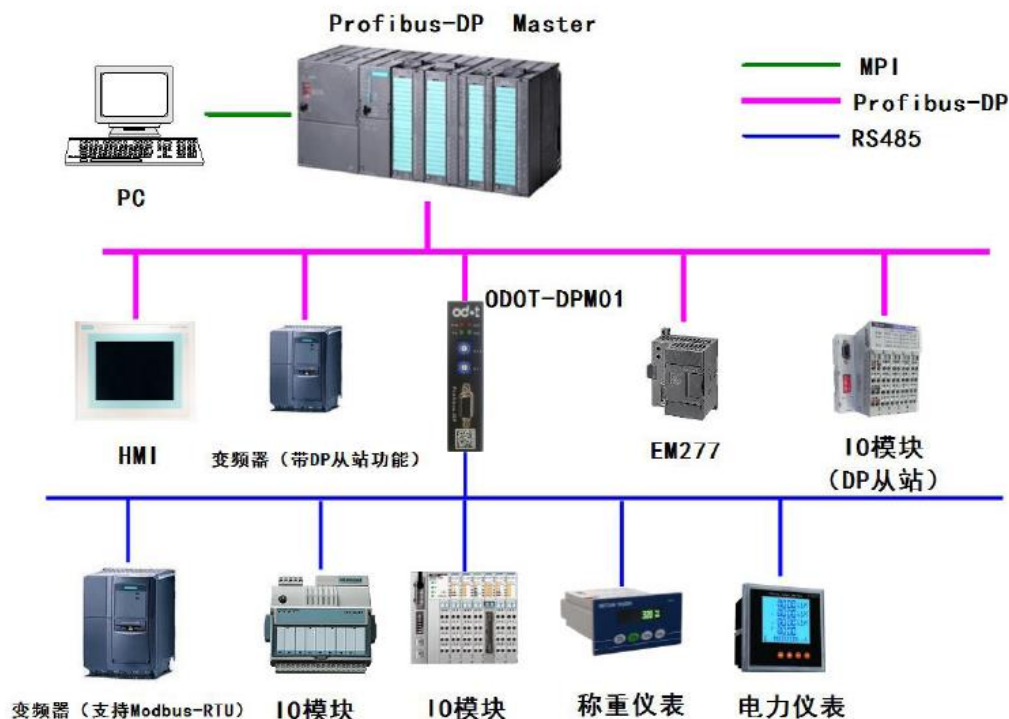 Profibus-DP Master
MPI
Profibus-DP
RS485
PC
ODOT-DPM01
od·t
HMI
变频器（带DP从站功能）
EM277
IO模块
（DP从站）
变频器（支持Modbus-RTU）
IO模块
IO模块
称重仪表
电力仪表